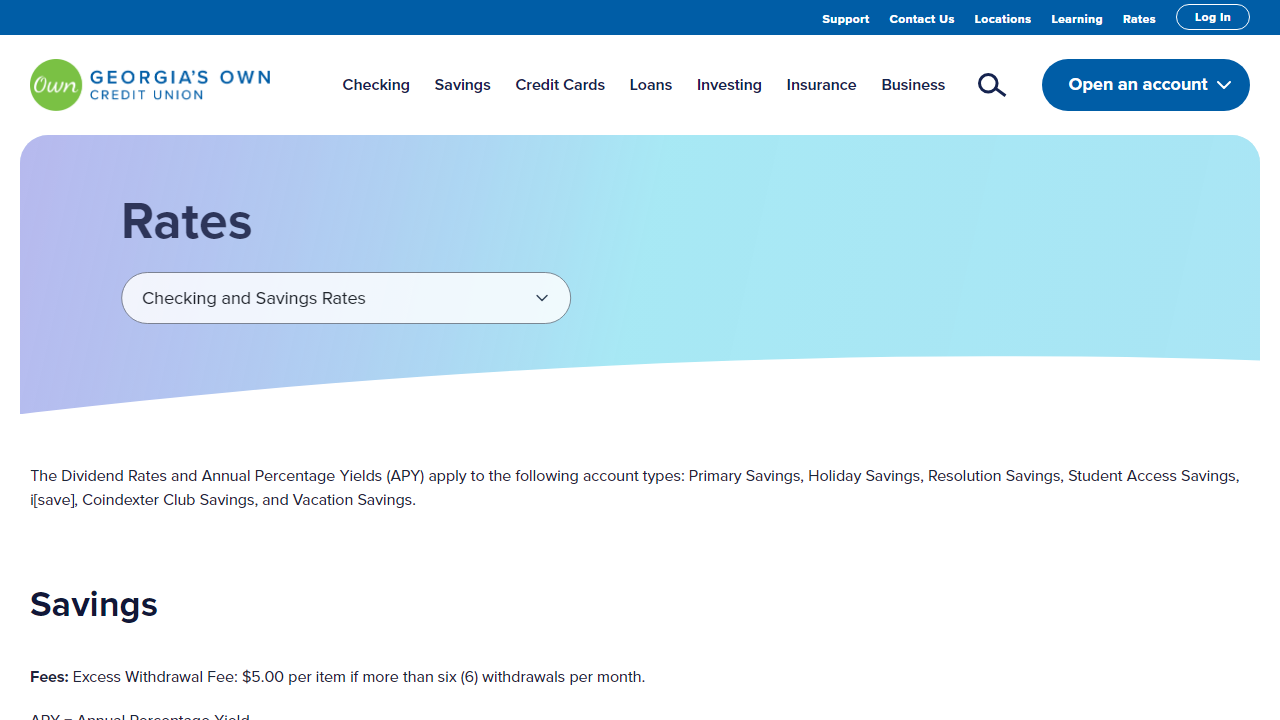 Support Contact Us Locations Learning Rates Log In
Own GEORGIA'S OWN
CREDIT UNION
Checking Savings Credit Cards Loans Investing Insurance Business Open an account
Rates
Checking and Savings Rates
The Dividend Rates and Annual Percentage Yields (APY) apply to the following account types: Primary Savings, Holiday Savings, Resolution Savings, Student Access Savings,
i[save], Coindexter Club Savings, and Vacation Savings.
Savings
Fees: Excess Withdrawal Fee: $5.00 per item if more than six (6) withdrawals per month.
APY = Annual Percentage Yield